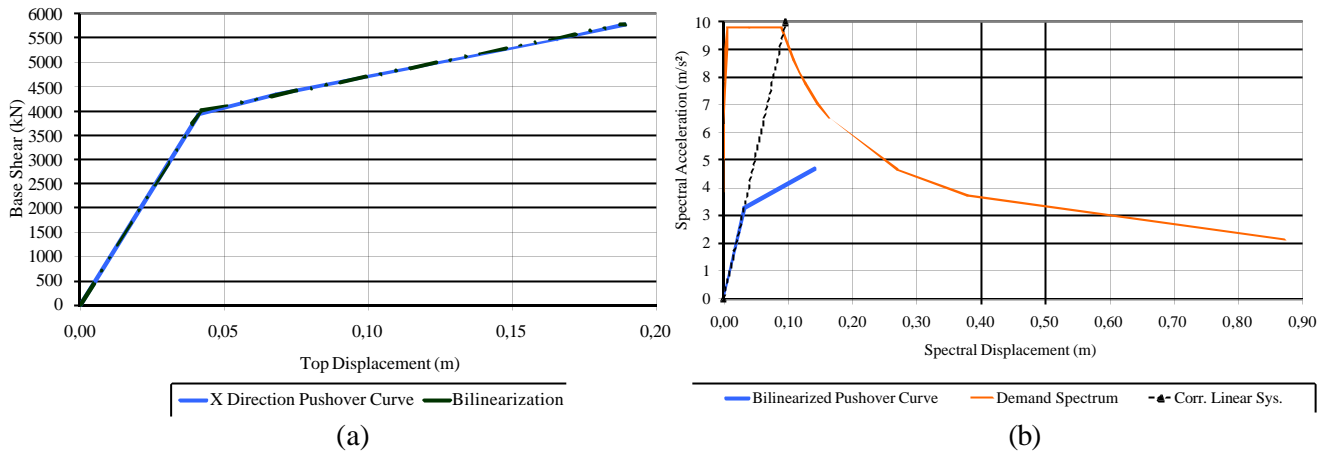 6000
5500
5000
4500
4000
3500
3000
2500
2000
1500
1000
500
0
Base Shear (kN)
0,00 0,05 0,10 0,15 0,20
Top Displacement (m)
X Direction Pushover Curve Bilinearization
(a)
10
9
8
7
6
5
4
3
2
1
0
Spectral Acceleration (m/s²)
0,00 0,10 0,20 0,30 0,40 0,50 0,60 0,70 0,80 0,90
Spectral Displacement (m)
Bilinearized Pushover Curve Demand Spectrum Corr. Linear Sys.
(b)